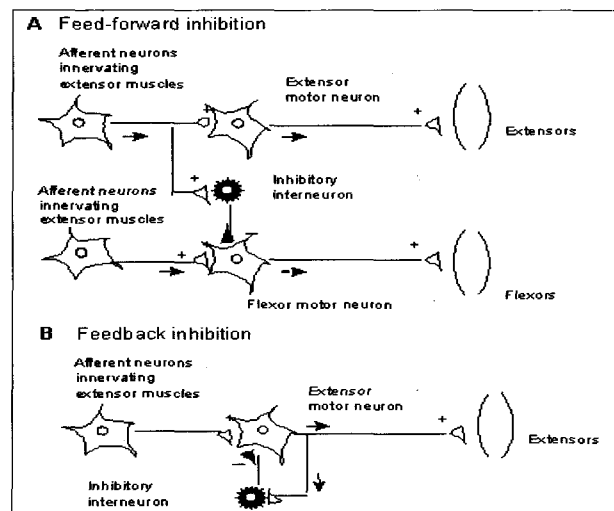 A Feed-forward inhibition
Afferent neurons
innervating
extensor muscles
Extensor
motor neuron
+
+
Extensors
+
Inhibitory
interneuron
Afferent neurons
innervating
extensor muscles
+
−
+
Flexor motor neuron
Flexors
B Feedback inhibition
Afferent neurons
innervating
extensor muscles
Extensor
motor neuron
+
+
Extensors
−
Inhibitory
interneuron